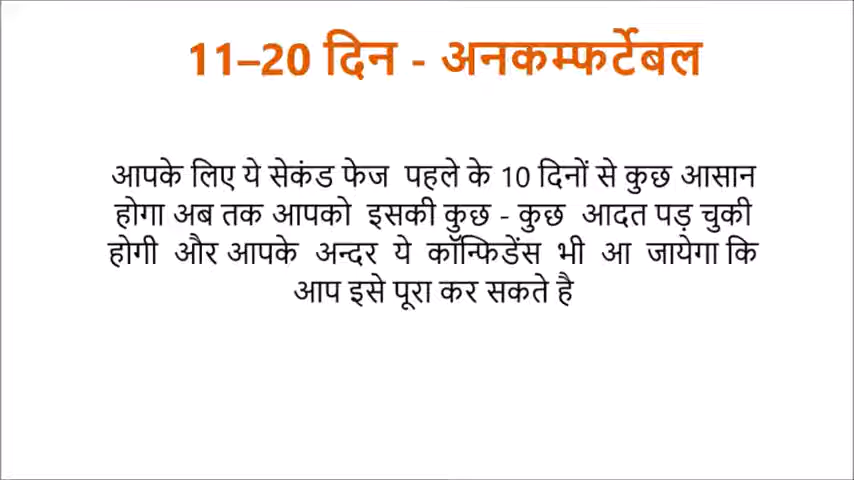 11–20 दिन - अनकम्फर्टेबल
आपके लिए ये सेकंड फेज पहले के 10 दिनों से कुछ आसान
होगा अब तक आपको इसकी कुछ - कुछ आदत पड़ चुकी
होगी और आपके अन्दर ये कॉन्फिडेंस भी आ जायेगा कि
आप इसे पूरा कर सकते है